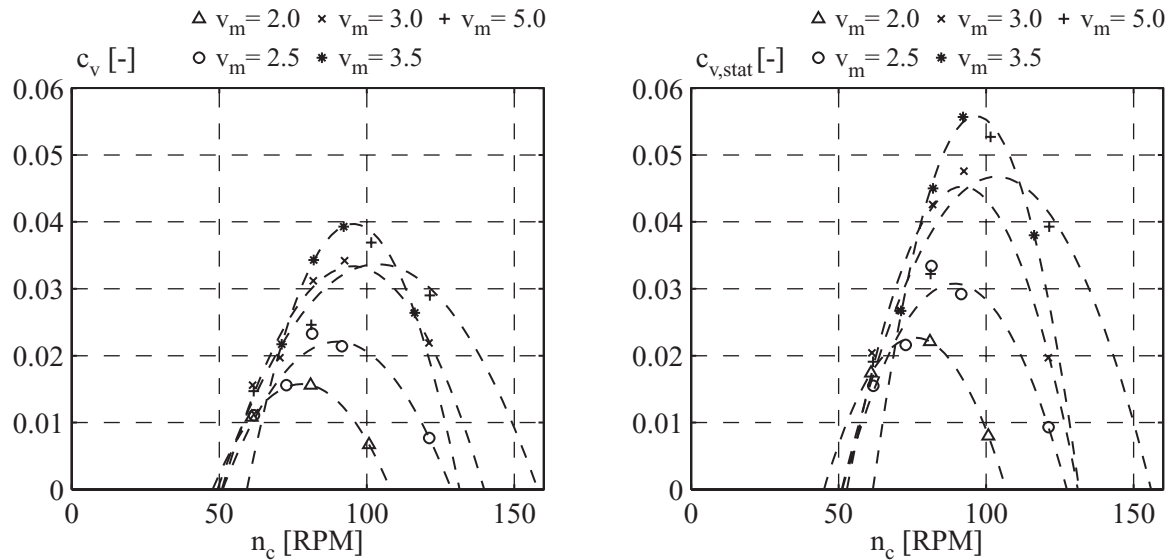 △ v_m= 2.0 × v_m= 3.0 + v_m= 5.0
○ v_m= 2.5 ✱ v_m= 3.5
c_v [-]
0.06
0.05
0.04
0.03
0.02
0.01
0
0 50 100 150
n_c [RPM]
△ v_m= 2.0 × v_m= 3.0 + v_m= 5.0
○ v_m= 2.5 ✱ v_m= 3.5
c_v,stat [-]
0.06
0.05
0.04
0.03
0.02
0.01
0
0 50 100 150
n_c [RPM]